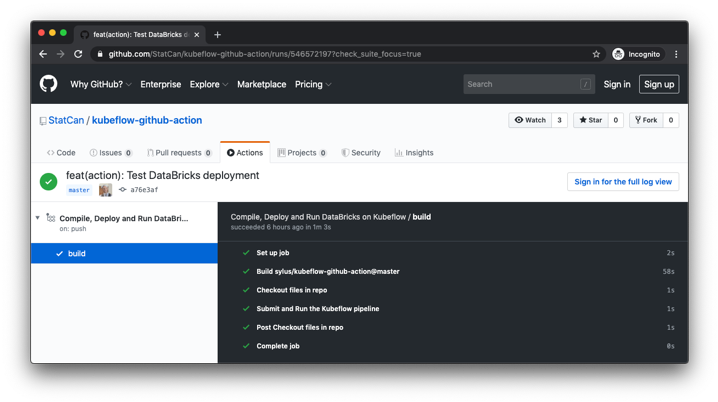 feat(action): Test DataBricks d
github.com/StatCan/kubeflow-github-action/runs/546572197?check_suite_focus=true
Incognito
Why GitHub? Enterprise Explore Marketplace Pricing
Search /
Sign in Sign up
StatCan / kubeflow-github-action
Watch 3 Star 0 Fork 0
Code Issues 0 Pull requests 0 Actions Projects 0 Security Insights
feat(action): Test DataBricks deployment
master a76e3af
Sign in for the full log view
Compile, Deploy and Run DataBri...
on: push
build
Compile, Deploy and Run DataBricks on Kubeflow / build
succeeded 6 hours ago in 1m 3s
Set up job 2s
Build sylus/kubeflow-github-action@master 58s
Checkout files in repo 1s
Submit and Run the Kubeflow pipeline 1s
Post Checkout files in repo 1s
Complete job 0s